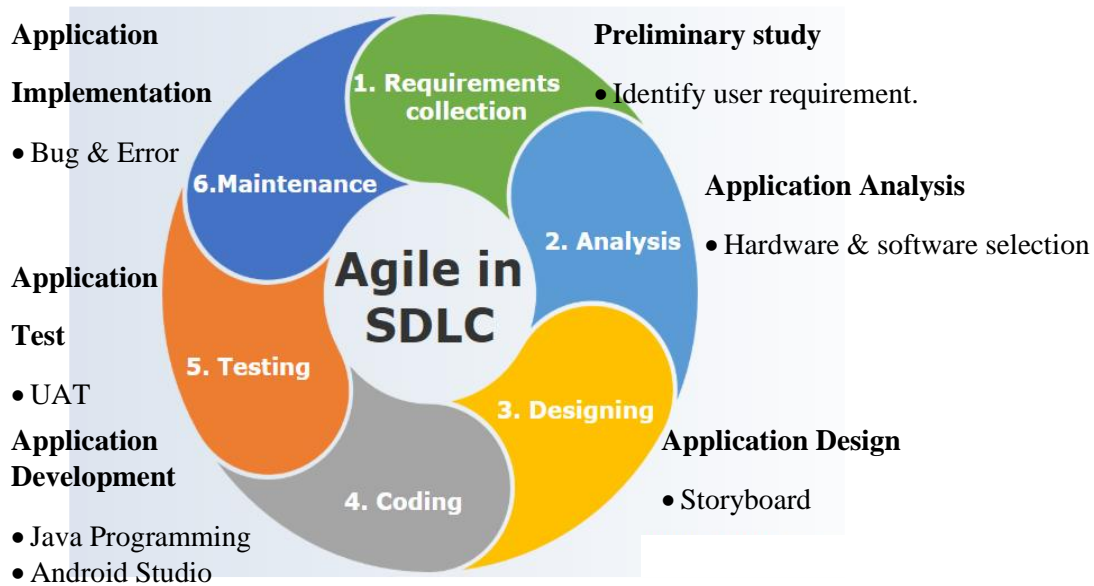 Application
Implementation
• Bug & Error
Preliminary study
• Identify user requirement.
1. Requirements
collection
6.Maintenance
Application Analysis
• Hardware & software selection
2. Analysis
Agile in
SDLC
Application
Test
• UAT
5. Testing
3. Designing
Application Design
• Storyboard
4. Coding
Application
Development
• Java Programming
• Android Studio